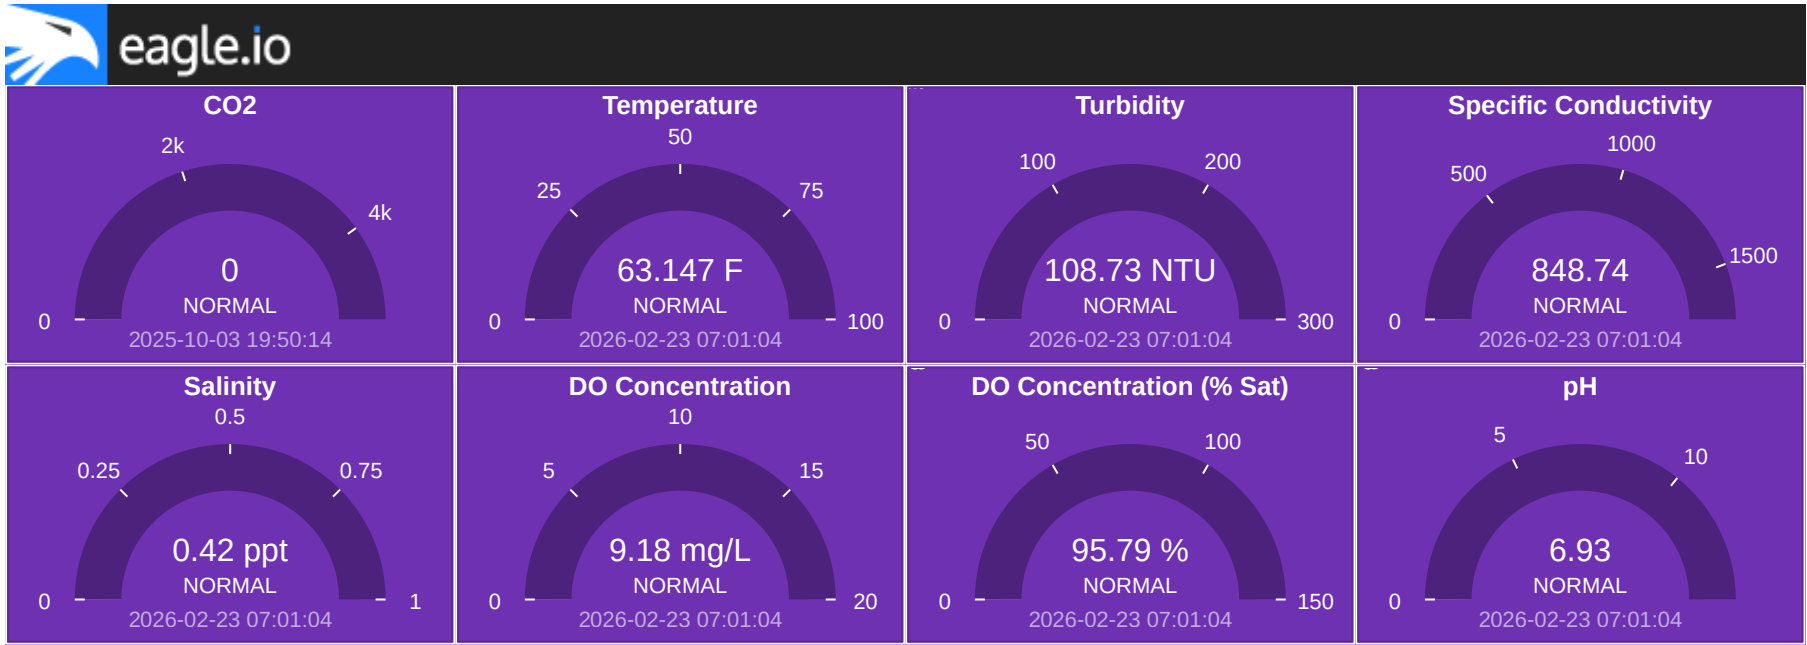 eagle.io
CO2
2k
4k
0
0
NORMAL
2025-10-03 19:50:14
Temperature
50
25
75
63.147 F
NORMAL
0
100
2026-02-23 07:01:04
Turbidity
100
200
108.73 NTU
NORMAL
0
300
2026-02-23 07:01:04
Specific Conductivity
1000
500
1500
848.74
NORMAL
0
2026-02-23 07:01:04
Salinity
0.5
0.25
0.75
0.42 ppt
NORMAL
0
1
2026-02-23 07:01:04
DO Concentration
10
5
15
9.18 mg/L
NORMAL
0
20
2026-02-23 07:01:04
DO Concentration (% Sat)
50
100
95.79 %
NORMAL
0
150
2026-02-23 07:01:04
pH
5
10
6.93
NORMAL
0
2026-02-23 07:01:04